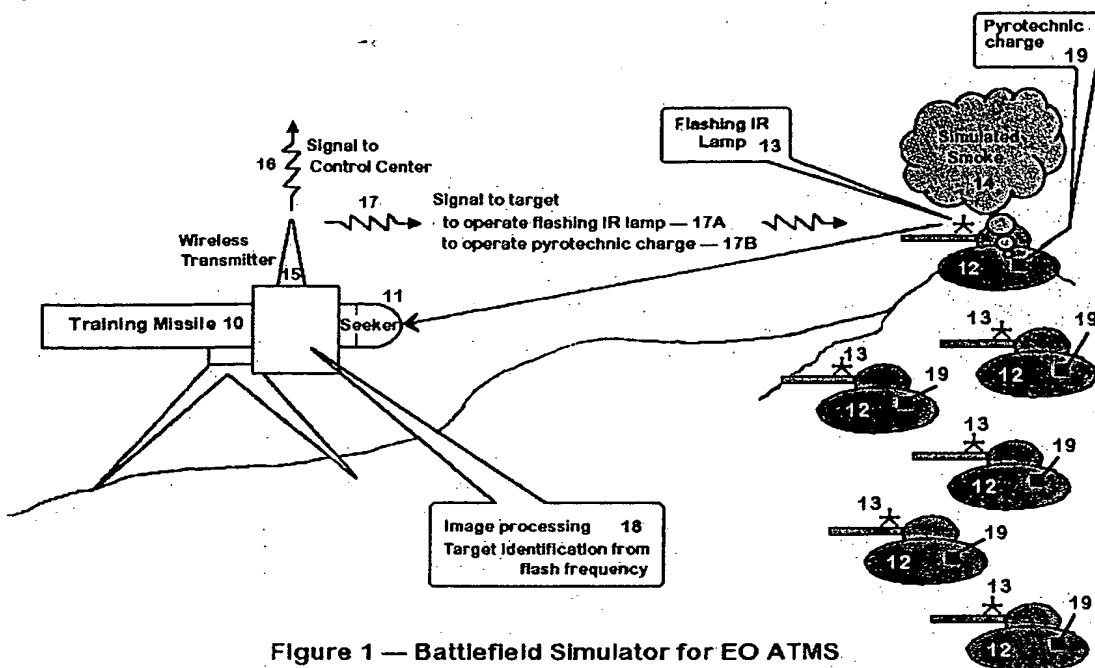 Pyrotechnic
charge
19
Flashing IR
Lamp 13
Simulated
Smoke
14
Signal to
Control Center
16
17
Signal to target
to operate flashing IR lamp — 17A
to operate pyrotechnic charge — 17B
Wireless
Transmitter
15
11
Training Missile 10
Seeker
12
13
19
12
13
19
12
13
19
12
13
19
12
13
19
12
Image processing 18
Target Identification from
flash frequency
Figure 1 — Battlefield Simulator for EO ATMS